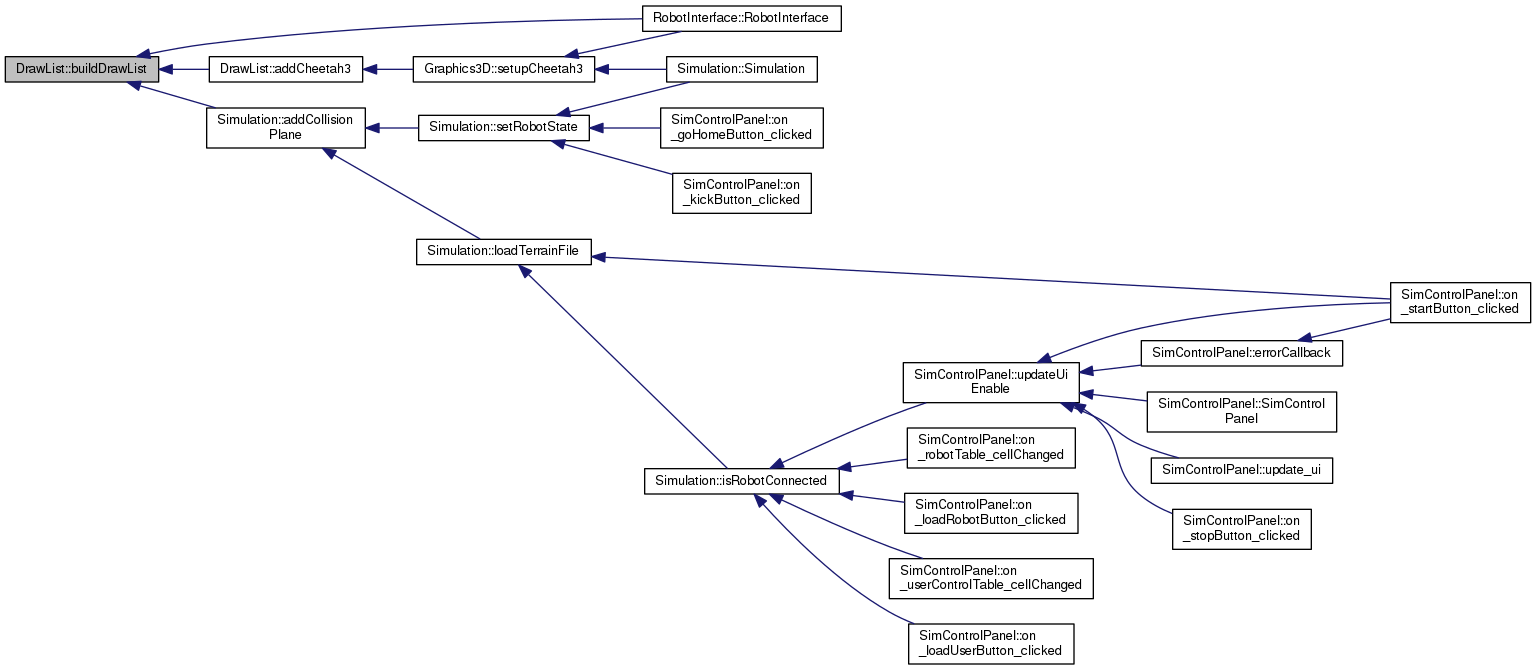 RobotInterface::RobotInterface
DrawList::buildDrawList
DrawList::addCheetah3
Graphics3D::setupCheetah3
Simulation::Simulation
Simulation::addCollision
Plane
Simulation::setRobotState
SimControlPanel::on
_goHomeButton_clicked
SimControlPanel::on
_kickButton_clicked
Simulation::loadTerrainFile
SimControlPanel::on
_startButton_clicked
SimControlPanel::errorCallback
SimControlPanel::updateUi
Enable
SimControlPanel::SimControl
Panel
SimControlPanel::on
_robotTable_cellChanged
SimControlPanel::update_ui
Simulation::isRobotConnected
SimControlPanel::on
_loadRobotButton_clicked
SimControlPanel::on
_stopButton_clicked
SimControlPanel::on
_userControlTable_cellChanged
SimControlPanel::on
_loadUserButton_clicked